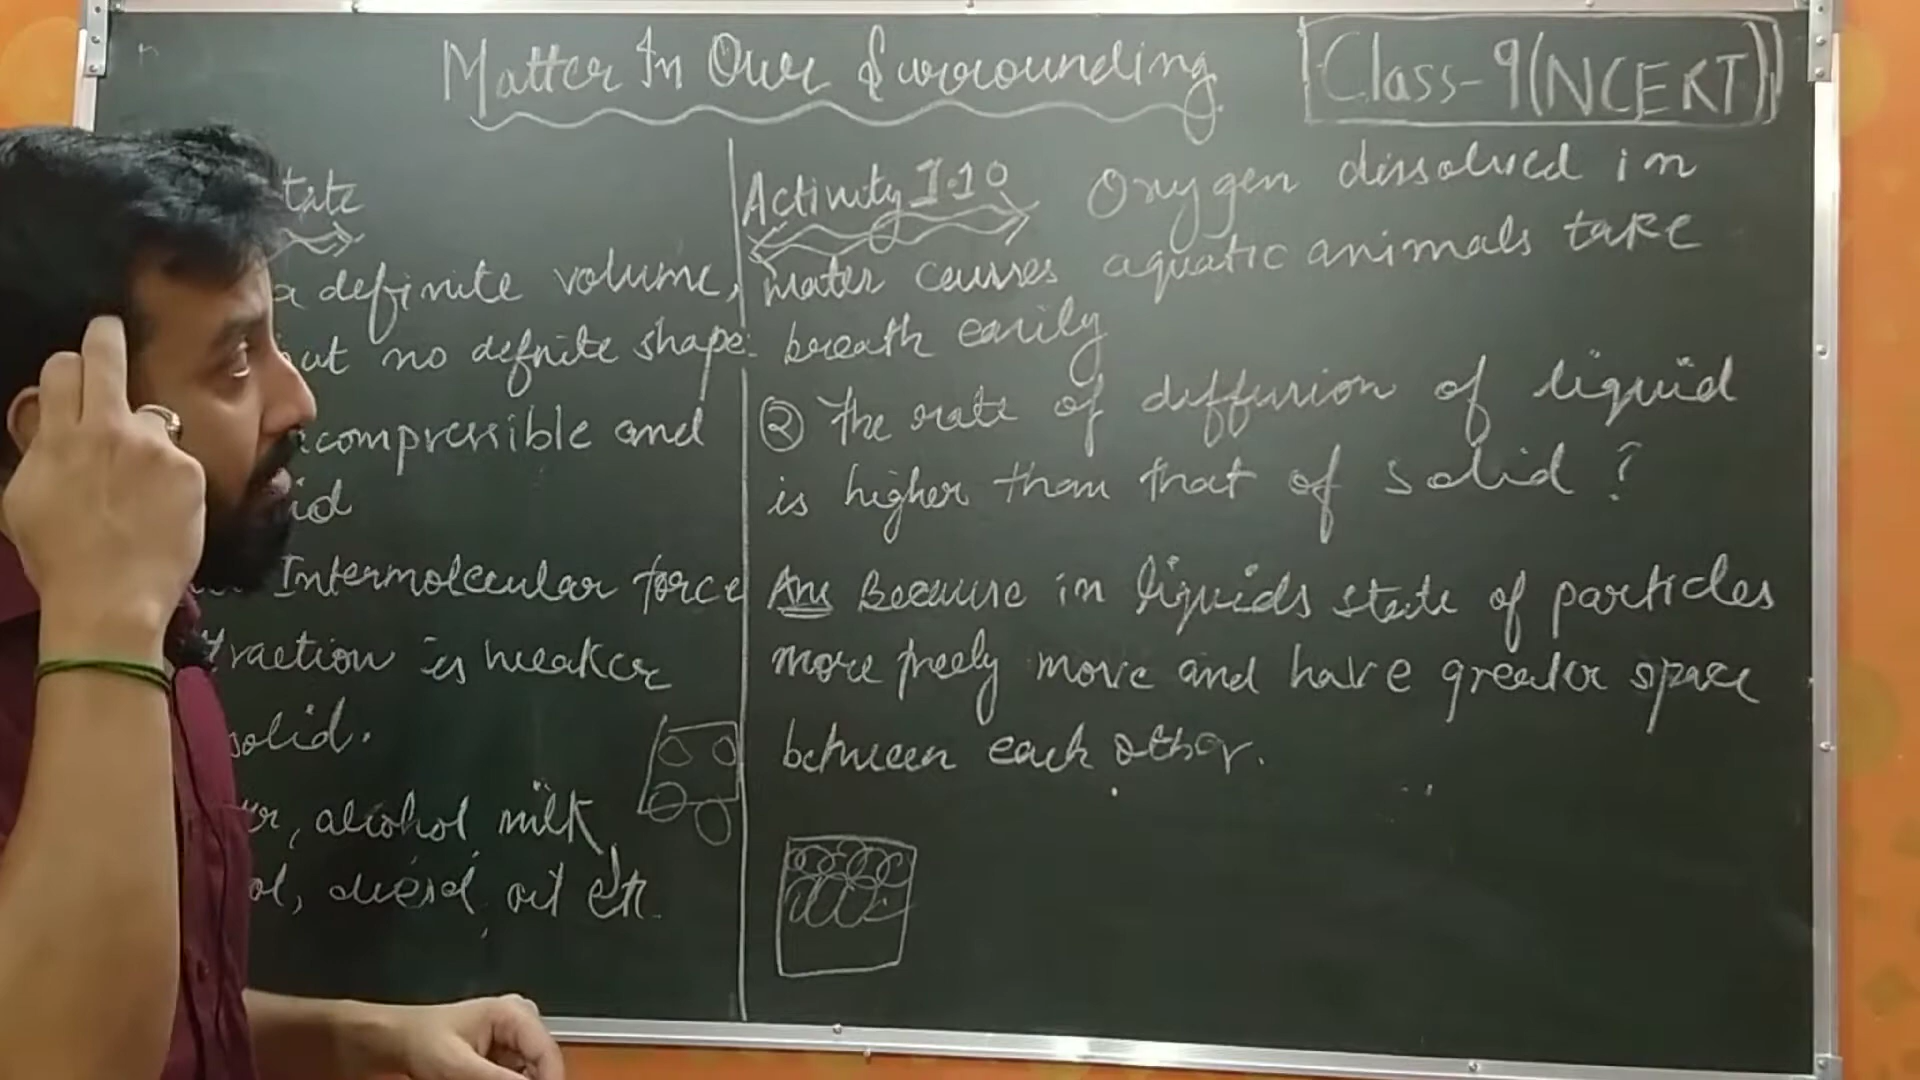 Matter In Our Surrounding
Class-9(NCERT)
tate
a definite volume,
but no definite shape.
compressible and
id
Intermolecular force
traction is weaker
solid.
r, alcohol milk,
ol, diesel, oil etc.
Activity 1.10 Oxygen dissolved in
water causes aquatic animals take
breath easily
② The rate of diffusion of liquid
is higher than that of solid?
Ans Because in liquids state of particles
more freely move and have greater space
between each other.